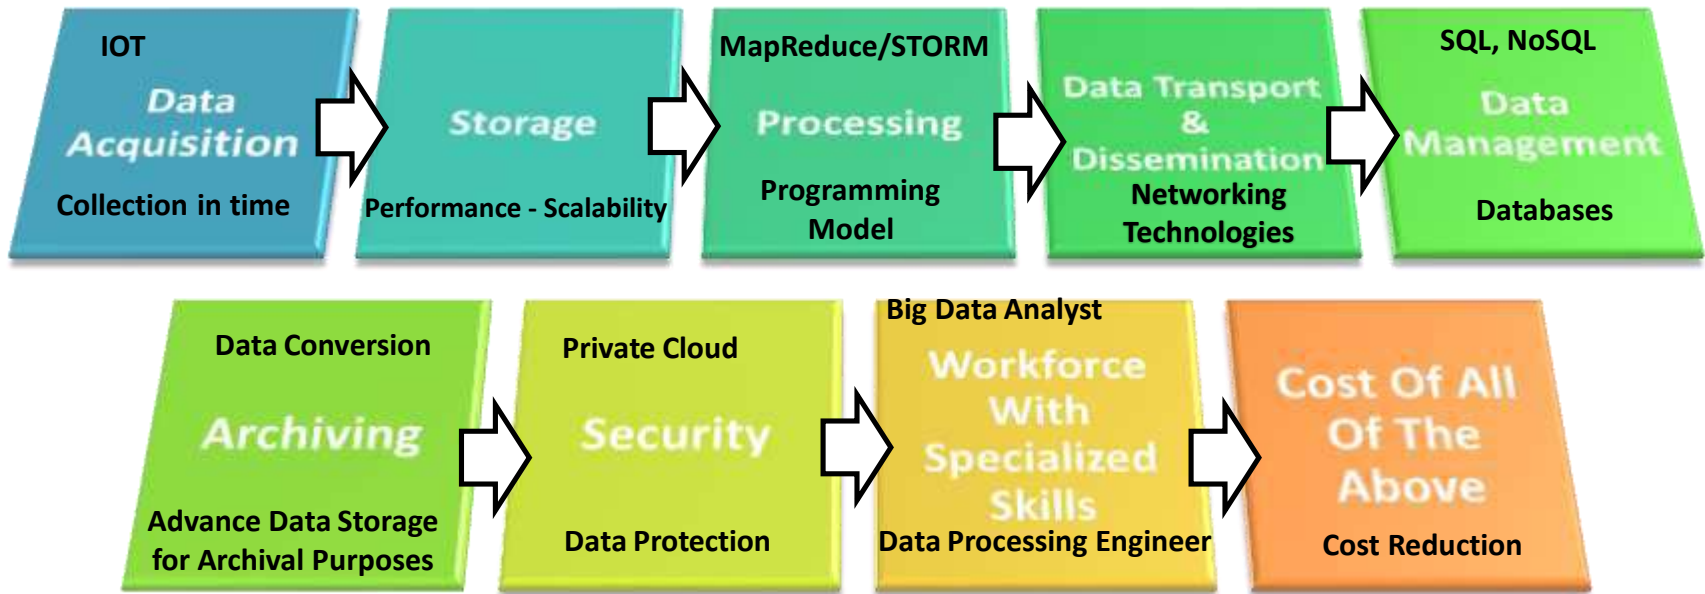 IOT
Data
Acquisition
Collection in time
Storage
Performance - Scalability
MapReduce/STORM
Processing
Programming
Model
Data Transport
&
Dissemination
Networking
Technologies
SQL, NoSQL
Data
Management
Databases
Data Conversion
Archiving
Advance Data Storage
for Archival Purposes
Private Cloud
Security
Data Protection
Big Data Analyst
Workforce
With
Specialized
Skills
Data Processing Engineer
Cost Of All
Of The
Above
Cost Reduction